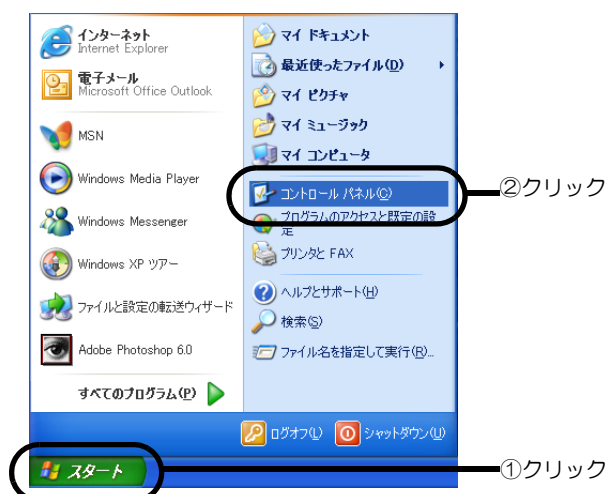 インターネット
Internet Explorer
電子メール
Microsoft Office Outlook
MSN
Windows Media Player
Windows Messenger
Windows XP ツアー
ファイルと設定の転送ウィザード
Adobe Photoshop 6.0
すべてのプログラム(P)
マイ ドキュメント
最近使ったファイル(D)
マイ ピクチャ
マイ ミュージック
マイ コンピュータ
コントロール パネル(C)
プログラムのアクセスと既定の設
定
プリンタと FAX
ヘルプとサポート(H)
検索(S)
ファイル名を指定して実行(R)...
ログオフ(L)
シャットダウン(U)
スタート
②クリック
①クリック